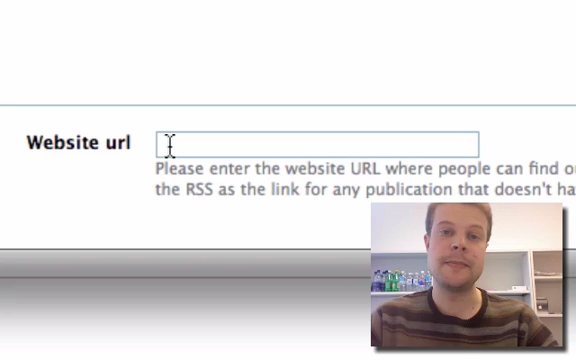 Website url
Please enter the website URL where people can find
the RSS as the link for any publication that doesn't